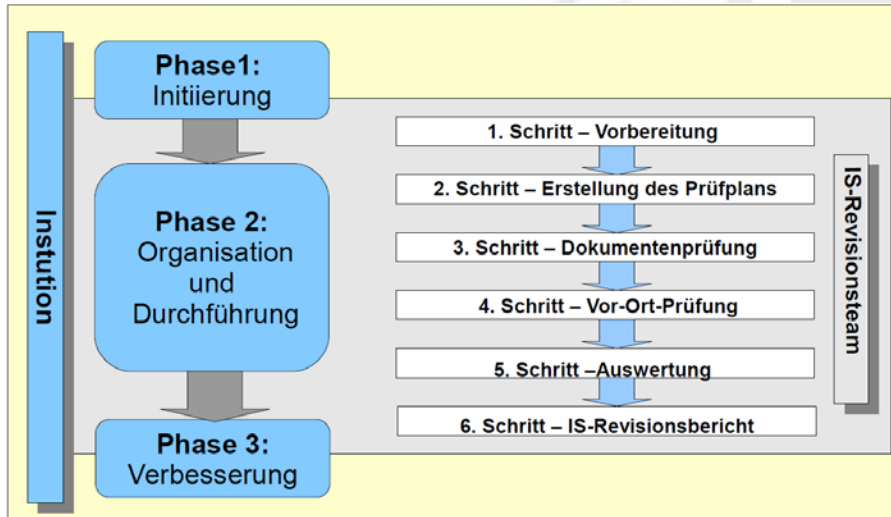 Instution
Phase1:
Initiierung
Phase 2:
Organisation
und
Durchführung
Phase 3:
Verbesserung
1. Schritt – Vorbereitung
2. Schritt – Erstellung des Prüfplans
3. Schritt – Dokumentenprüfung
4. Schritt – Vor-Ort-Prüfung
5. Schritt –Auswertung
6. Schritt – IS-Revisionsbericht
IS-Revisionsteam